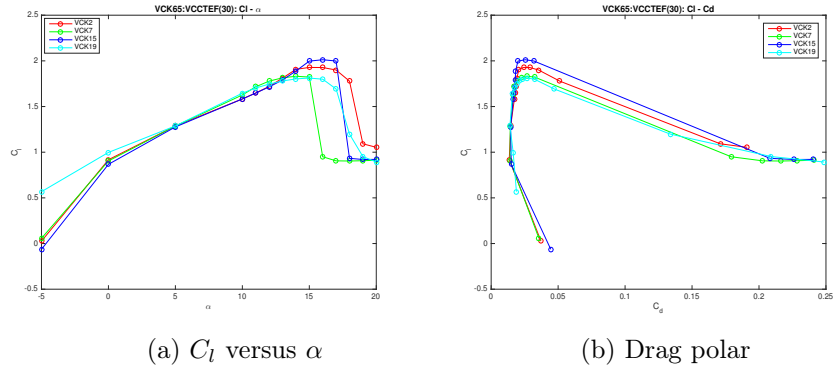 VCK65:VCCTEF(30): Cl - α
VCK2
VCK7
VCK15
VCK19
2.5
2
1.5
1
0.5
0
-0.5
C_l
-5
0
5
10
15
20
α
(a) C_l versus α
VCK65:VCCTEF(30): Cl - Cd
VCK2
VCK7
VCK15
VCK19
2.5
2
1.5
1
0.5
0
-0.5
C_l
0
0.05
0.1
0.15
0.2
0.25
C_d
(b) Drag polar